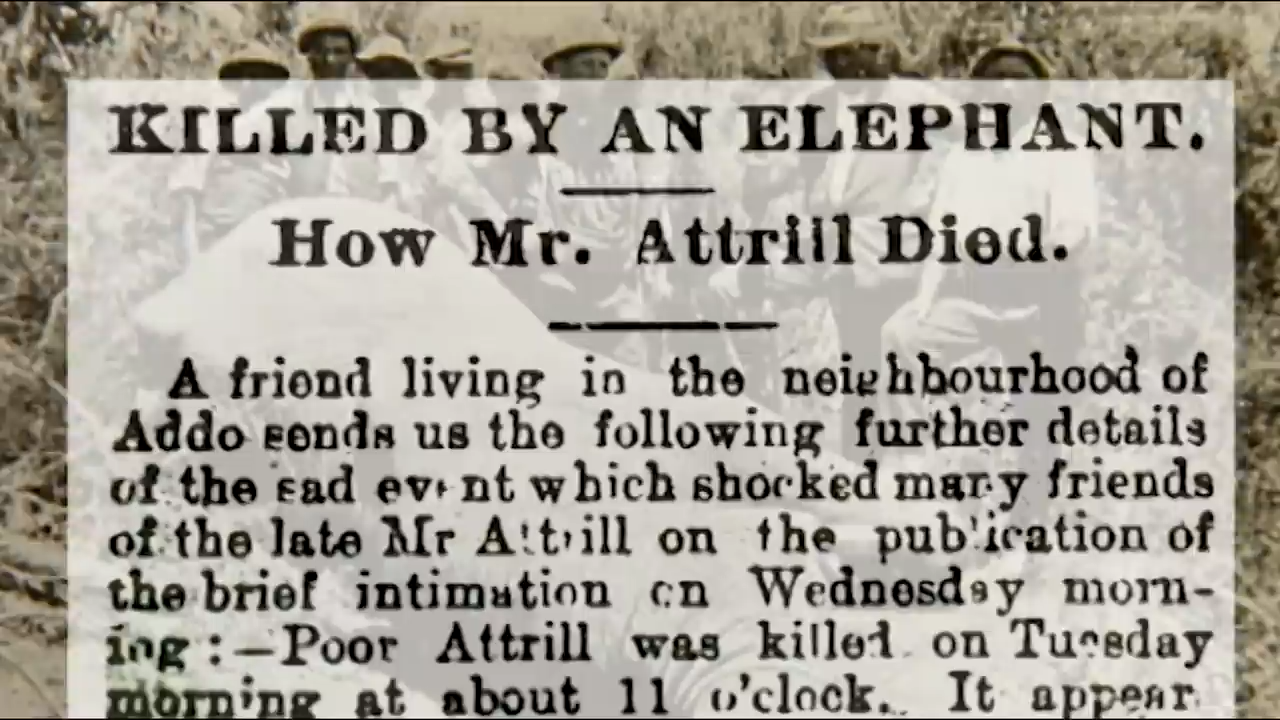 KILLED BY AN ELEPHANT.
How Mr. Attrill Died.
A friend living in the neighbourhood of
Addo sends us the following further details
of the sad event which shocked many friends
of the late Mr Attrill on the publication of
the brief intimation on Wednesday morn-
ing :—Poor Attrill was killed on Tuesday
morning at about 11 o'clock. It appear